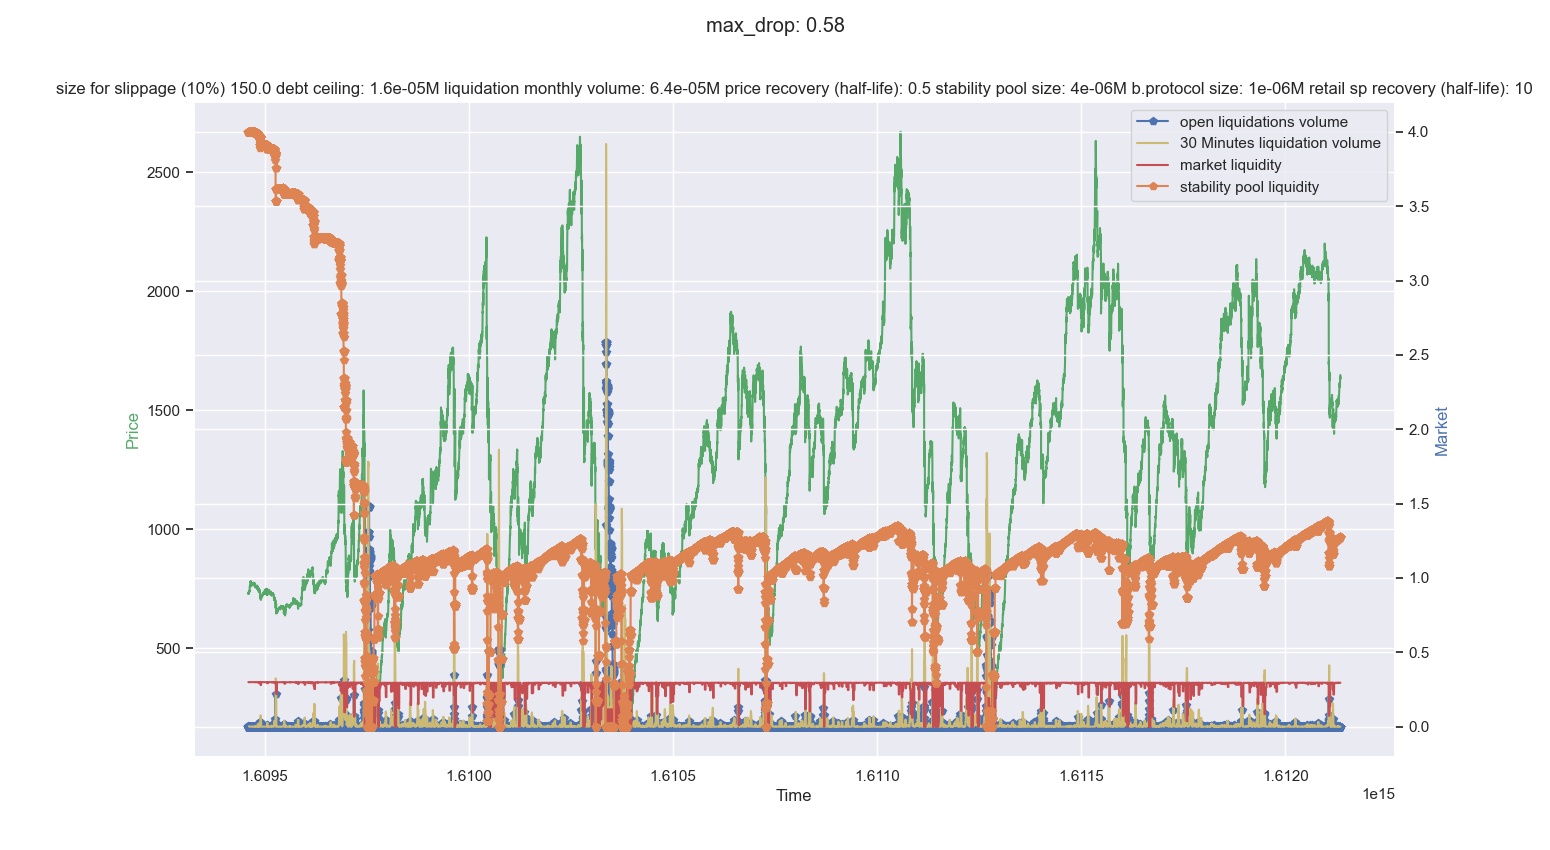 max_drop: 0.58
size for slippage (10%) 150.0 debt ceiling: 1.6e-05M liquidation monthly volume: 6.4e-05M price recovery (half-life): 0.5 stability pool size: 4e-06M b.protocol size: 1e-06M retail sp recovery (half-life): 10
open liquidations volume
30 Minutes liquidation volume
market liquidity
stability pool liquidity
2500
2000
1500
1000
500
Price
4.0
3.5
3.0
2.5
2.0
1.5
1.0
0.5
0.0
Market
1.6095 1.6100 1.6105 1.6110 1.6115 1.6120
1e15
Time